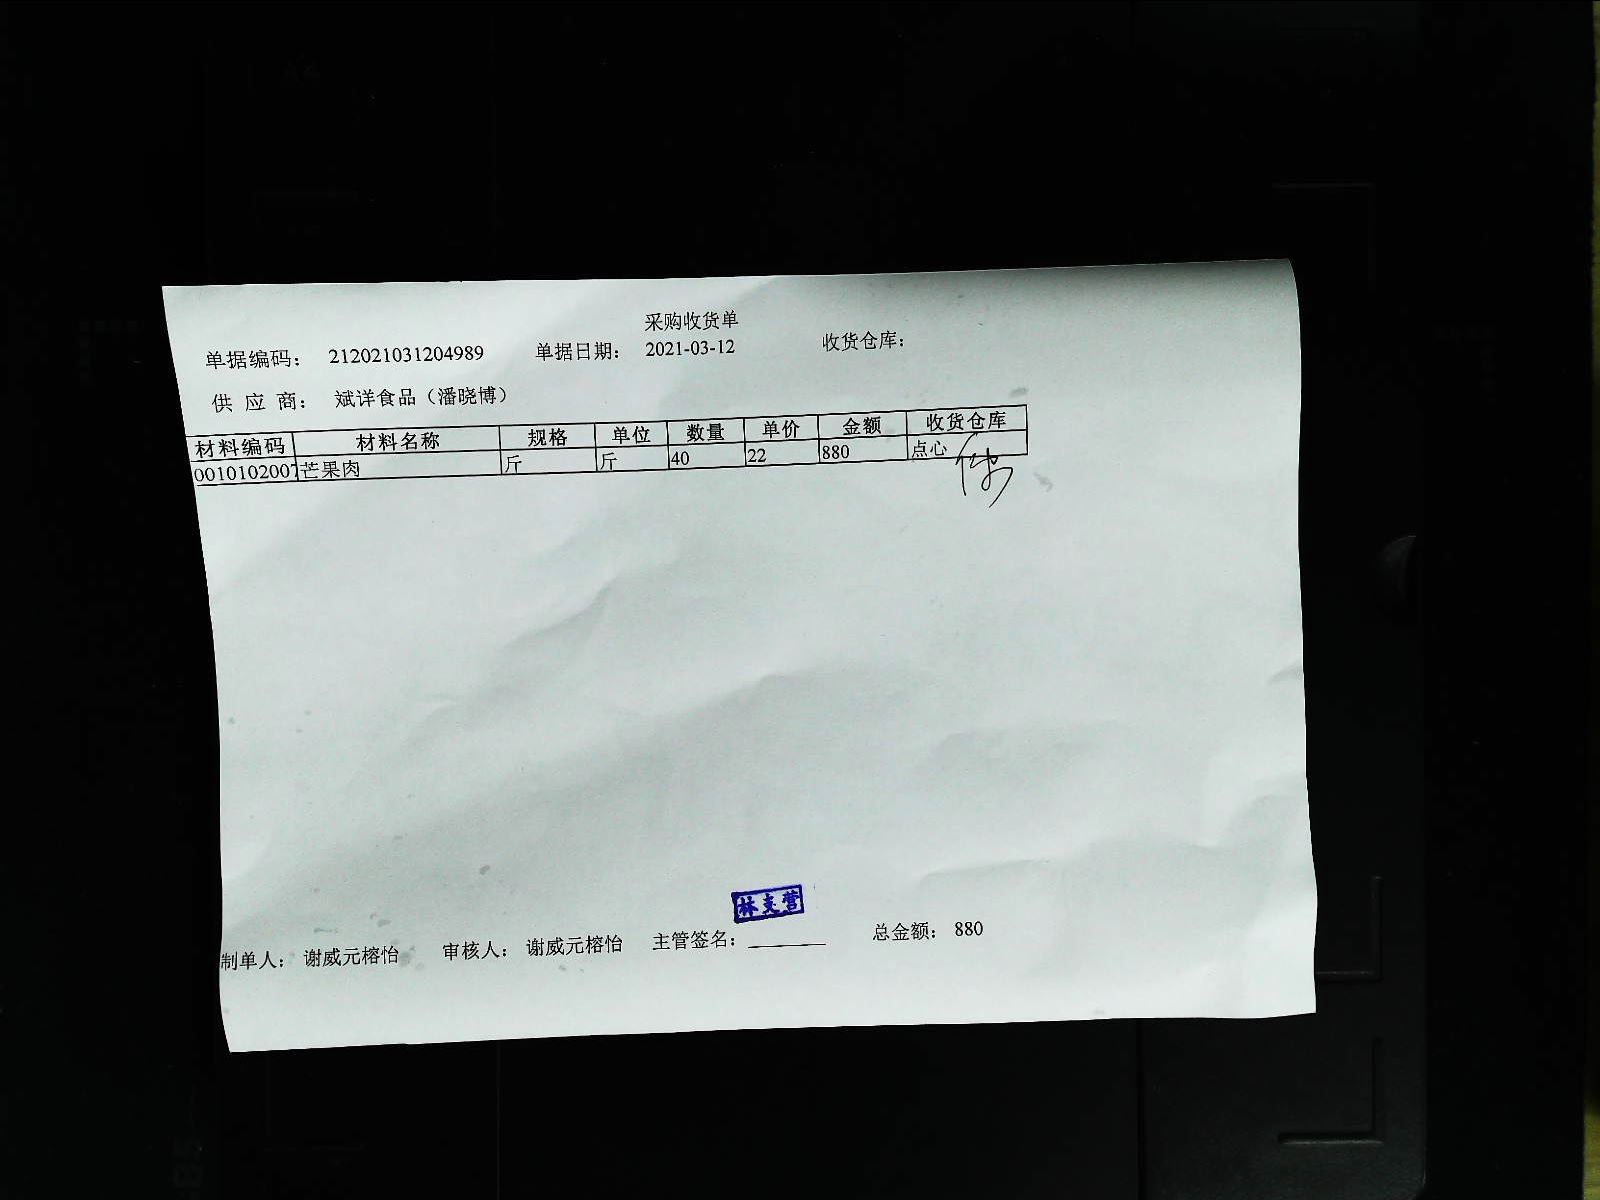 采购收货单
单据编码： 212021031204989 单据日期： 2021-03-12 收货仓库：
供 应 商： 斌洋食品（潘晓博）
材料编码 材料名称 规格 单位 数量 单价 金额 收货仓库
0010102007 芒果肉 斤 斤 40 22 880 点心
制单人： 谢威元榕怡 审核人： 谢威元榕怡 主管签名：________ 总金额： 880